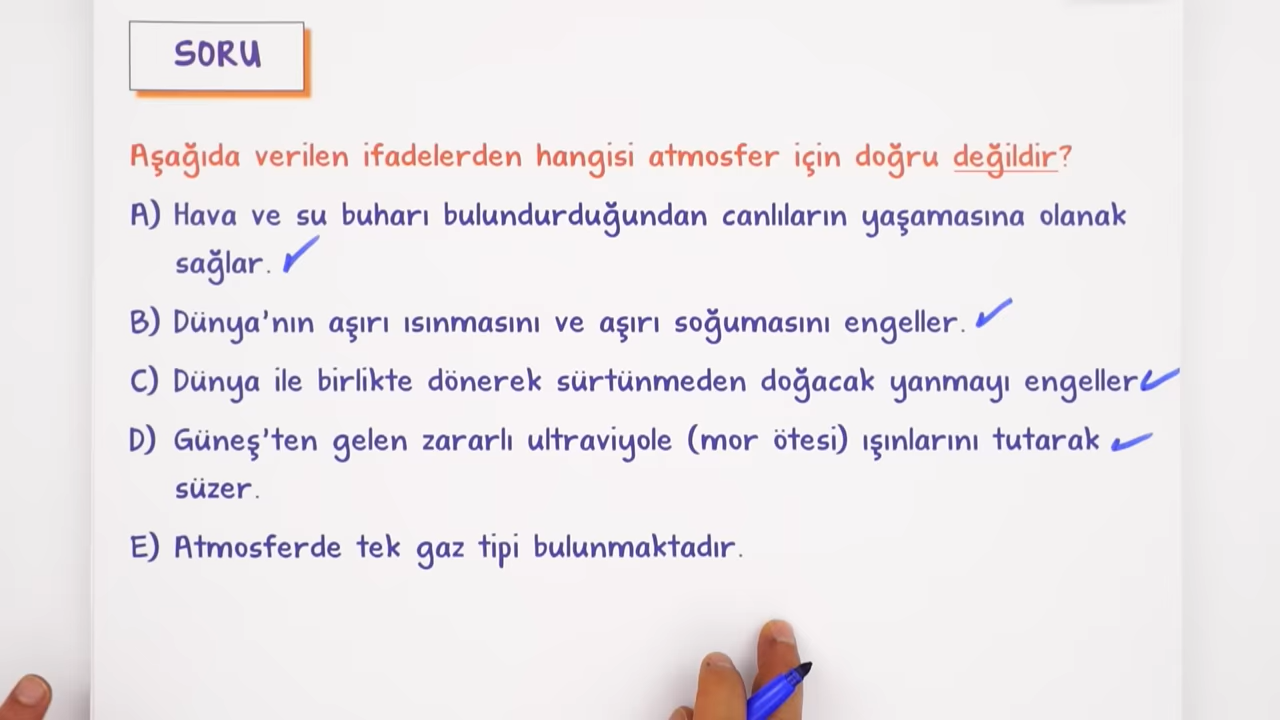 SORU
Aşağıda verilen ifadelerden hangisi atmosfer için doğru değildir?
A) Hava ve su buharı bulundurduğundan canlıların yaşamasına olanak
sağlar.
B) Dünya'nın aşırı ısınmasını ve aşırı soğumasını engeller.
C) Dünya ile birlikte dönerek sürtünmeden doğacak yanmayı engeller
D) Güneş'ten gelen zararlı ultraviyole (mor ötesi) ışınlarını tutarak
süzer.
E) Atmosferde tek gaz tipi bulunmaktadır.